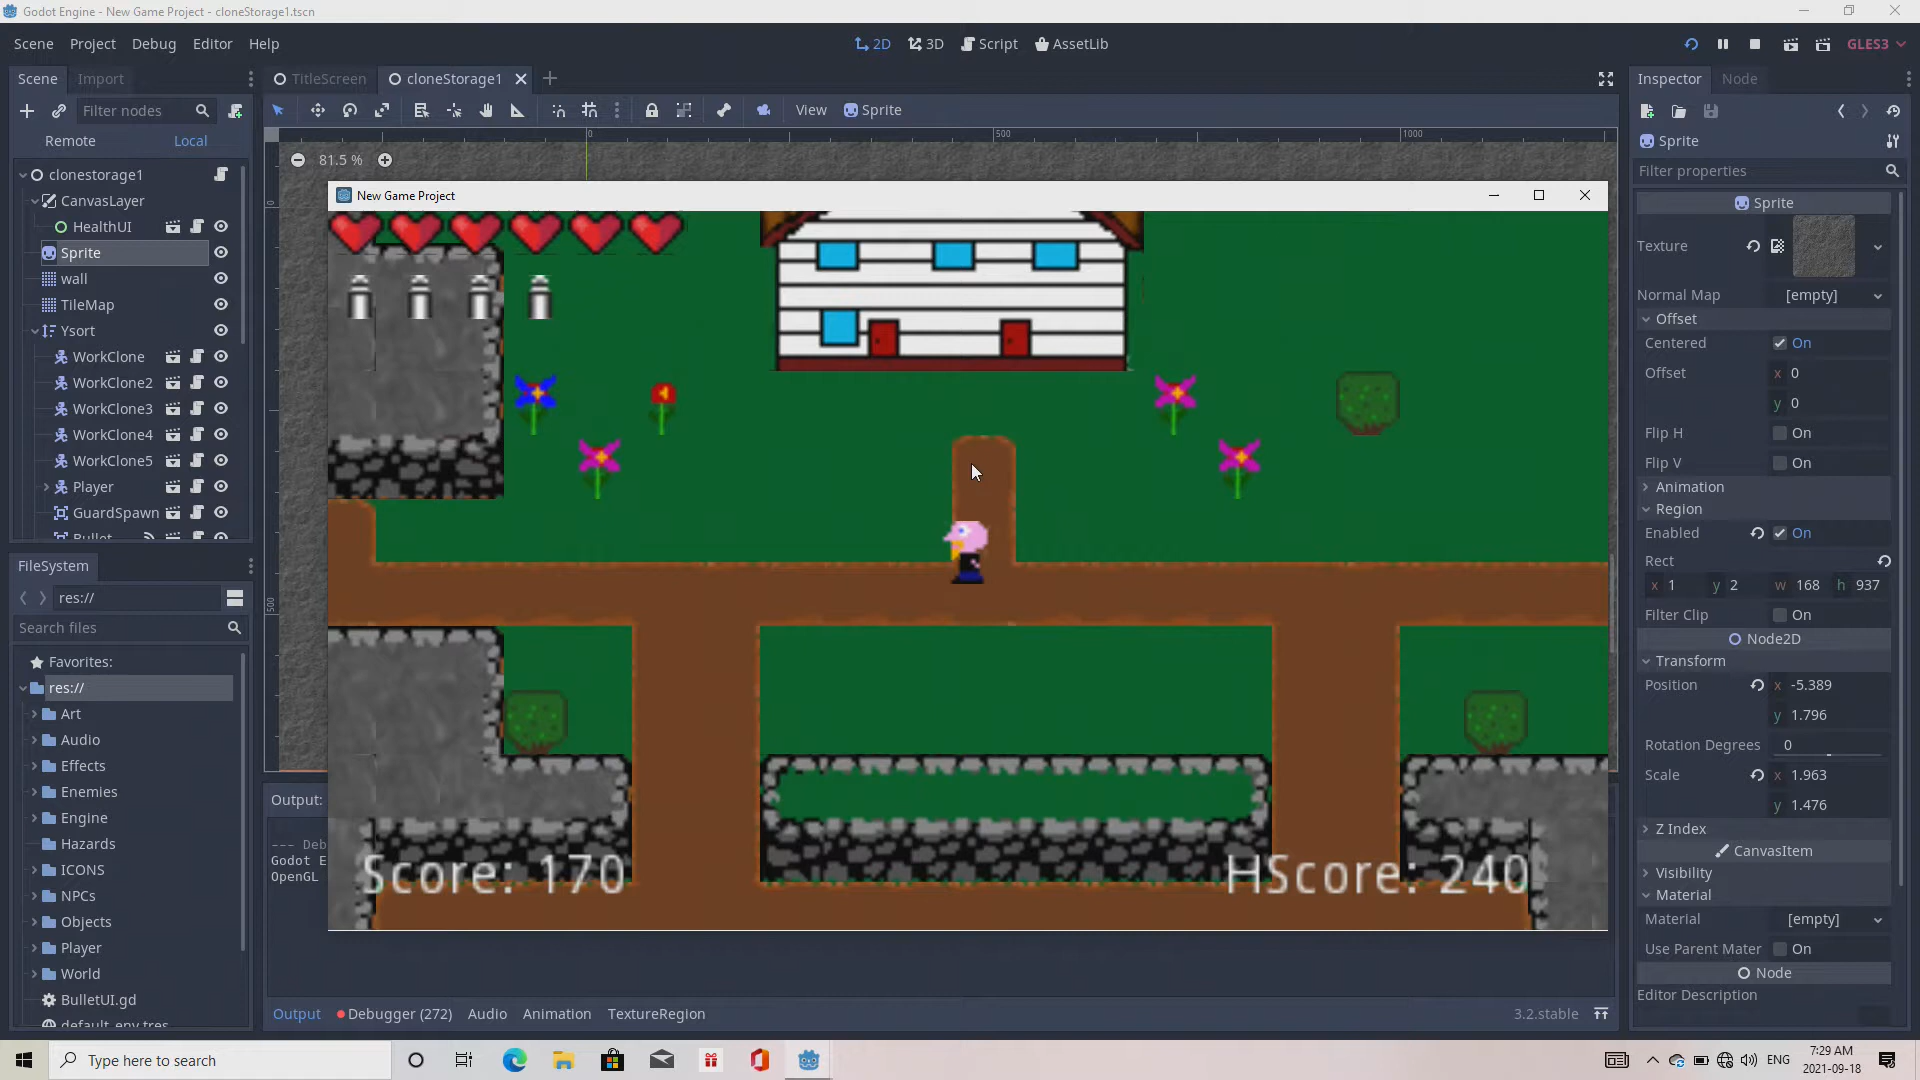 Godot Engine - New Game Project - cloneStorage1.tscn
Scene Project Debug Editor Help
2D 3D Script AssetLib
GLES3
Scene Import
TitleScreen cloneStorage1
Inspector Node
Filter nodes
View Sprite
Remote Local
0 500 1000
81.5 %
Sprite
Filter properties
clonestorage1
CanvasLayer
HealthUI
Sprite
wall
TileMap
Ysort
WorkClone
WorkClone2
WorkClone3
WorkClone4
WorkClone5
Player
GuardSpawn
Bullet
New Game Project
Score: 170
HScore: 240
Sprite
Texture
Normal Map [empty]
Offset
Centered On
Offset x 0
y 0
Flip H On
Flip V On
Animation
Region
Enabled On
Rect
x 1 y 2 w 168 h 937
Filter Clip On
Node2D
Transform
Position x -5.389
y 1.796
Rotation Degrees 0
Scale x 1.963
y 1.476
Z Index
CanvasItem
Visibility
Material
Material [empty]
Use Parent Mater On
Node
Editor Description
FileSystem
res://
Search files
Favorites:
res://
Art
Audio
Effects
Enemies
Engine
Hazards
ICONS
NPCs
Objects
Player
World
BulletUI.gd
default_env.tres
Output:
--- Deb
Godot E
OpenGL
Output Debugger (272) Audio Animation TextureRegion
3.2.stable
Type here to search
ENG
7:29 AM
2021-09-18